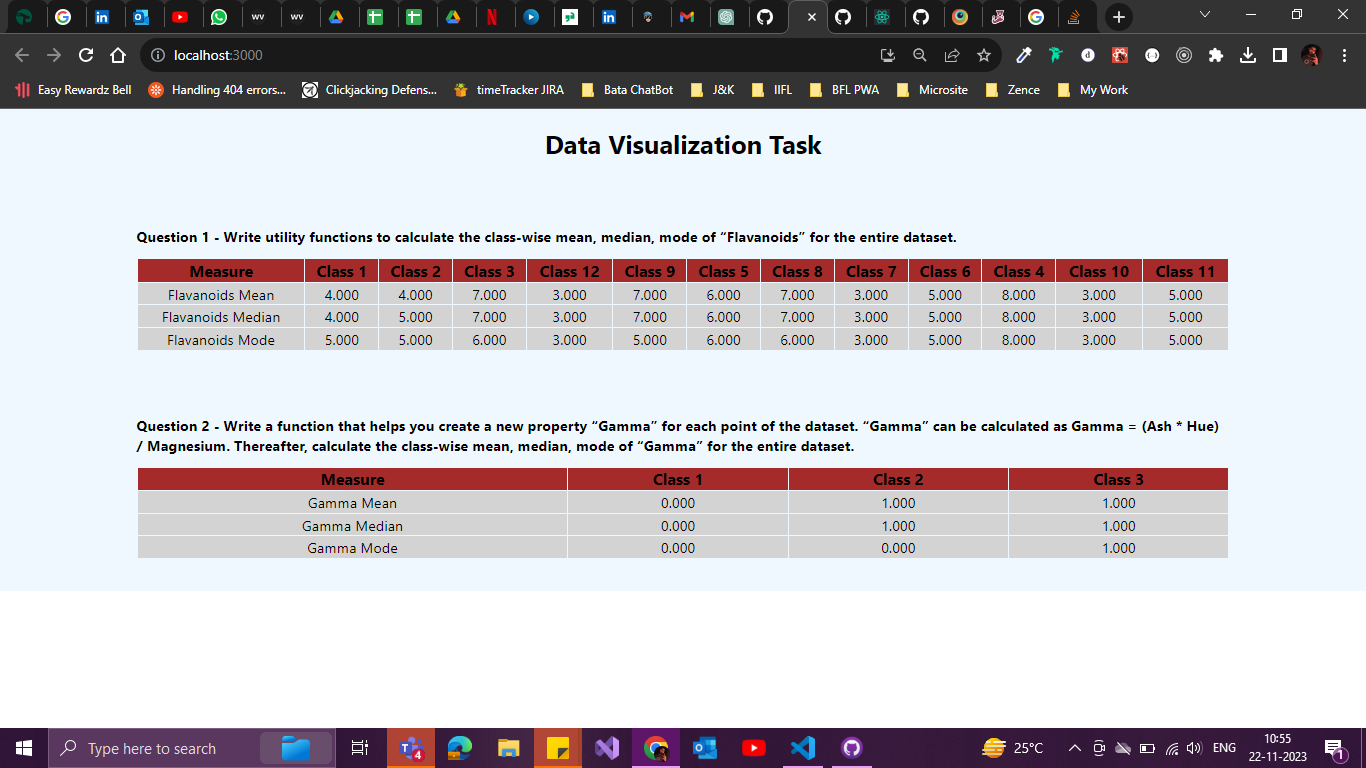 wv
wv
localhost:3000
Easy Rewardz Bell
Handling 404 errors...
Clickjacking Defens...
timeTracker JIRA
Bata ChatBot
J&K
IIFL
BFL PWA
Microsite
Zence
My Work
Data Visualization Task
Question 1 - Write utility functions to calculate the class-wise mean, median, mode of “Flavanoids” for the entire dataset.
Measure Class 1 Class 2 Class 3 Class 12 Class 9 Class 5 Class 8 Class 7 Class 6 Class 4 Class 10 Class 11
Flavanoids Mean 4.000 4.000 7.000 3.000 7.000 6.000 7.000 3.000 5.000 8.000 3.000 5.000
Flavanoids Median 4.000 5.000 7.000 3.000 7.000 6.000 7.000 3.000 5.000 8.000 3.000 5.000
Flavanoids Mode 5.000 5.000 6.000 3.000 5.000 6.000 6.000 3.000 5.000 8.000 3.000 5.000
Question 2 - Write a function that helps you create a new property “Gamma” for each point of the dataset. “Gamma” can be calculated as Gamma = (Ash * Hue)
/ Magnesium. Thereafter, calculate the class-wise mean, median, mode of “Gamma” for the entire dataset.
Measure Class 1 Class 2 Class 3
Gamma Mean 0.000 1.000 1.000
Gamma Median 0.000 1.000 1.000
Gamma Mode 0.000 0.000 1.000
Type here to search
4
25°C
ENG
10:55
22-11-2023
1